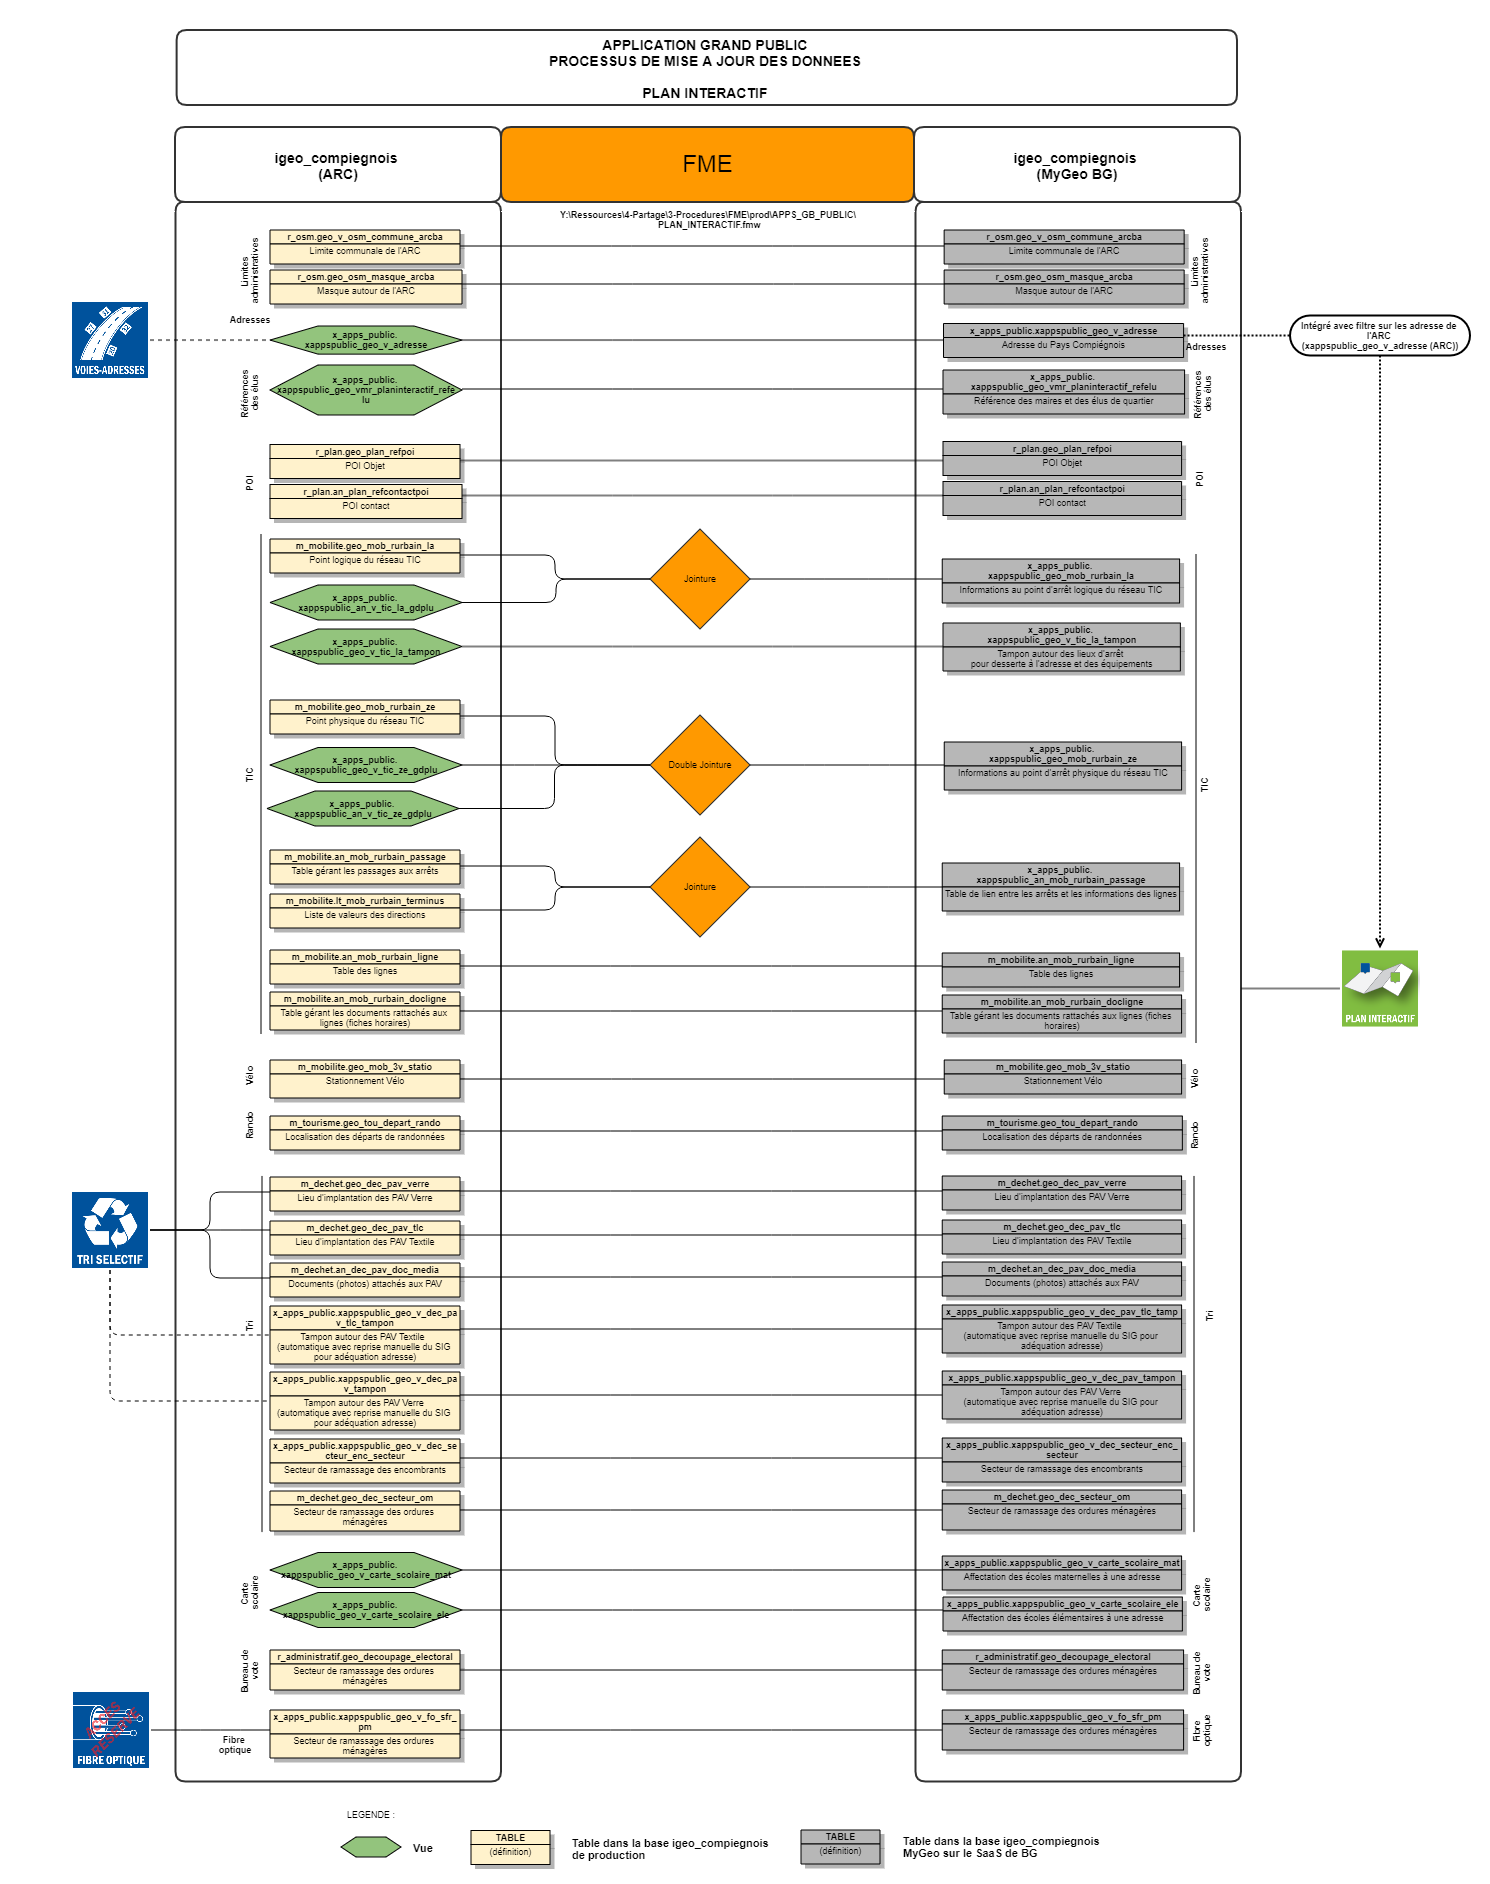 APPLICATION GRAND PUBLIC
PROCESSUS DE MISE A JOUR DES DONNEES
PLAN INTERACTIF
igeo_compiegnois
(ARC)
FME
igeo_compiegnois
(MyGeo BG)
Y:\Ressources\4-Partage\3-Procedures\FME\prod\APPS_GB_PUBLIC\
PLAN_INTERACTIF.fmw
Limites
administratives
r_osm.geo_v_osm_commune_arcba
Limite communale de l'ARC
r_osm.geo_osm_masque_arcba
Masque autour de l'ARC
r_osm.geo_v_osm_commune_arcba
Limite communale de l'ARC
r_osm.geo_osm_masque_arcba
Masque autour de l'ARC
Limites
administratives
VOIES-ADRESSES
Adresses
x_apps_public.
xappspublic_geo_v_adresse
x_apps_public.xappspublic_geo_v_adresse
Adresse du Pays Compiégnois
Adresses
Intégré avec filtre sur les adresse de
l'ARC
(xappspublic_geo_v_adresse (ARC))
Références
des élus
x_apps_public.
xappspublic_geo_vmr_planinteractif_refe
lu
x_apps_public.
xappspublic_geo_vmr_planinteractif_refelu
Référence des maires et des élus de quartier
Références
des élus
POI
r_plan.geo_plan_refpoi
POI Objet
r_plan.an_plan_refcontactpoi
POI contact
r_plan.geo_plan_refpoi
POI Objet
r_plan.an_plan_refcontactpoi
POI contact
POI
TIC
m_mobilite.geo_mob_rurbain_la
Point logique du réseau TIC
x_apps_public.
xappspublic_an_v_tic_la_gdplu
Jointure
x_apps_public.
xappspublic_geo_mob_rurbain_la
Informations au point d'arrêt logique du réseau TIC
x_apps_public.
xappspublic_geo_v_tic_la_tampon
x_apps_public.
xappspublic_geo_v_tic_la_tampon
Tampon autour des lieux d'arrêt
pour desserte à l'adresse et des équipements
m_mobilite.geo_mob_rurbain_ze
Point physique du réseau TIC
x_apps_public.
xappspublic_geo_v_tic_ze_gdplu
x_apps_public.
xappspublic_an_v_tic_ze_gdplu
Double Jointure
x_apps_public.
xappspublic_geo_mob_rurbain_ze
Informations au point d'arrêt physique du réseau TIC
TIC
m_mobilite.an_mob_rurbain_passage
Table gérant les passages aux arrêts
m_mobilite.lt_mob_rurbain_terminus
Liste de valeurs des directions
Jointure
x_apps_public.
xappspublic_an_mob_rurbain_passage
Table de lien entre les arrêts et les informations des lignes
m_mobilite.an_mob_rurbain_ligne
Table des lignes
m_mobilite.an_mob_rurbain_docligne
Table gérant les documents rattachés aux
lignes (fiches horaires)
m_mobilite.an_mob_rurbain_ligne
Table des lignes
m_mobilite.an_mob_rurbain_docligne
Table gérant les documents rattachés aux lignes (fiches
horaires)
PLAN INTERACTIF
Vélo
m_mobilite.geo_mob_3v_statio
Stationnement Vélo
m_mobilite.geo_mob_3v_statio
Stationnement Vélo
Vélo
Rando
m_tourisme.geo_tou_depart_rando
Localisation des départs de randonnées
m_tourisme.geo_tou_depart_rando
Localisation des départs de randonnées
Rando
TRI SELECTIF
Tri
m_dechet.geo_dec_pav_verre
Lieu d'implantation des PAV Verre
m_dechet.geo_dec_pav_tlc
Lieu d'implantation des PAV Textile
m_dechet.an_dec_pav_doc_media
Documents (photos) attachés aux PAV
x_apps_public.xappspublic_geo_v_dec_pa
v_tlc_tampon
Tampon autour des PAV Textile
(automatique avec reprise manuelle du SIG
pour adéquation adresse)
x_apps_public.xappspublic_geo_v_dec_pa
v_tampon
Tampon autour des PAV Verre
(automatique avec reprise manuelle du SIG
pour adéquation adresse)
x_apps_public.xappspublic_geo_v_dec_se
cteur_enc_secteur
Secteur de ramassage des encombrants
m_dechet.geo_dec_secteur_om
Secteur de ramassage des ordures
ménagères
m_dechet.geo_dec_pav_verre
Lieu d'implantation des PAV Verre
m_dechet.geo_dec_pav_tlc
Lieu d'implantation des PAV Textile
m_dechet.an_dec_pav_doc_media
Documents (photos) attachés aux PAV
x_apps_public.xappspublic_geo_v_dec_pav_tlc_tamp
Tampon autour des PAV Textile
(automatique avec reprise manuelle du SIG pour
adéquation adresse)
x_apps_public.xappspublic_geo_v_dec_pav_tampon
Tampon autour des PAV Verre
(automatique avec reprise manuelle du SIG pour
adéquation adresse)
x_apps_public.xappspublic_geo_v_dec_secteur_enc_
secteur
Secteur de ramassage des encombrants
m_dechet.geo_dec_secteur_om
Secteur de ramassage des ordures ménagères
Tri
Carte
scolaire
x_apps_public.
xappspublic_geo_v_carte_scolaire_mat
x_apps_public.
xappspublic_geo_v_carte_scolaire_ele
x_apps_public.xappspublic_geo_v_carte_scolaire_mat
Affectation des écoles maternelles à une adresse
x_apps_public.xappspublic_geo_v_carte_scolaire_ele
Affectation des écoles élémentaires à une adresse
Carte
scolaire
Bureau de
vote
r_administratif.geo_decoupage_electoral
Secteur de ramassage des ordures
ménagères
r_administratif.geo_decoupage_electoral
Secteur de ramassage des ordures ménagères
Bureau de
vote
ACCES
RESERVE
FIBRE OPTIQUE
Fibre
optique
x_apps_public.xappspublic_geo_v_fo_sfr_
pm
Secteur de ramassage des ordures
ménagères
x_apps_public.xappspublic_geo_v_fo_sfr_pm
Secteur de ramassage des ordures ménagères
Fibre
optique
LEGENDE :
Vue
TABLE
(définition)
Table dans la base igeo_compiegnois
de production
TABLE
(définition)
Table dans la base igeo_compiegnois
MyGeo sur le SaaS de BG